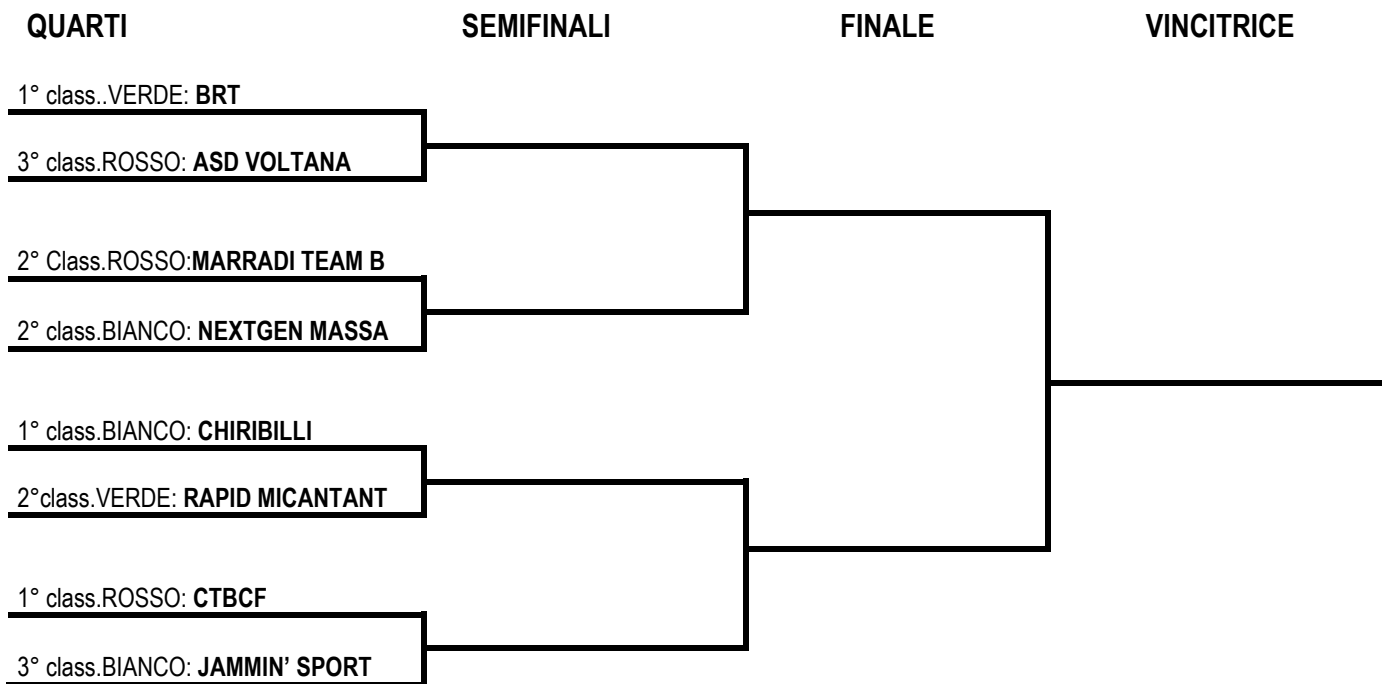 QUARTI SEMIFINALI FINALE VINCITRICE
1° class..VERDE: BRT
3° class.ROSSO: ASD VOLTANA
2° Class.ROSSO:MARRADI TEAM B
2° class.BIANCO: NEXTGEN MASSA
1° class.BIANCO: CHIRIBILLI
2°class.VERDE: RAPID MICANTANT
1° class.ROSSO: CTBCF
3° class.BIANCO: JAMMIN’ SPORT